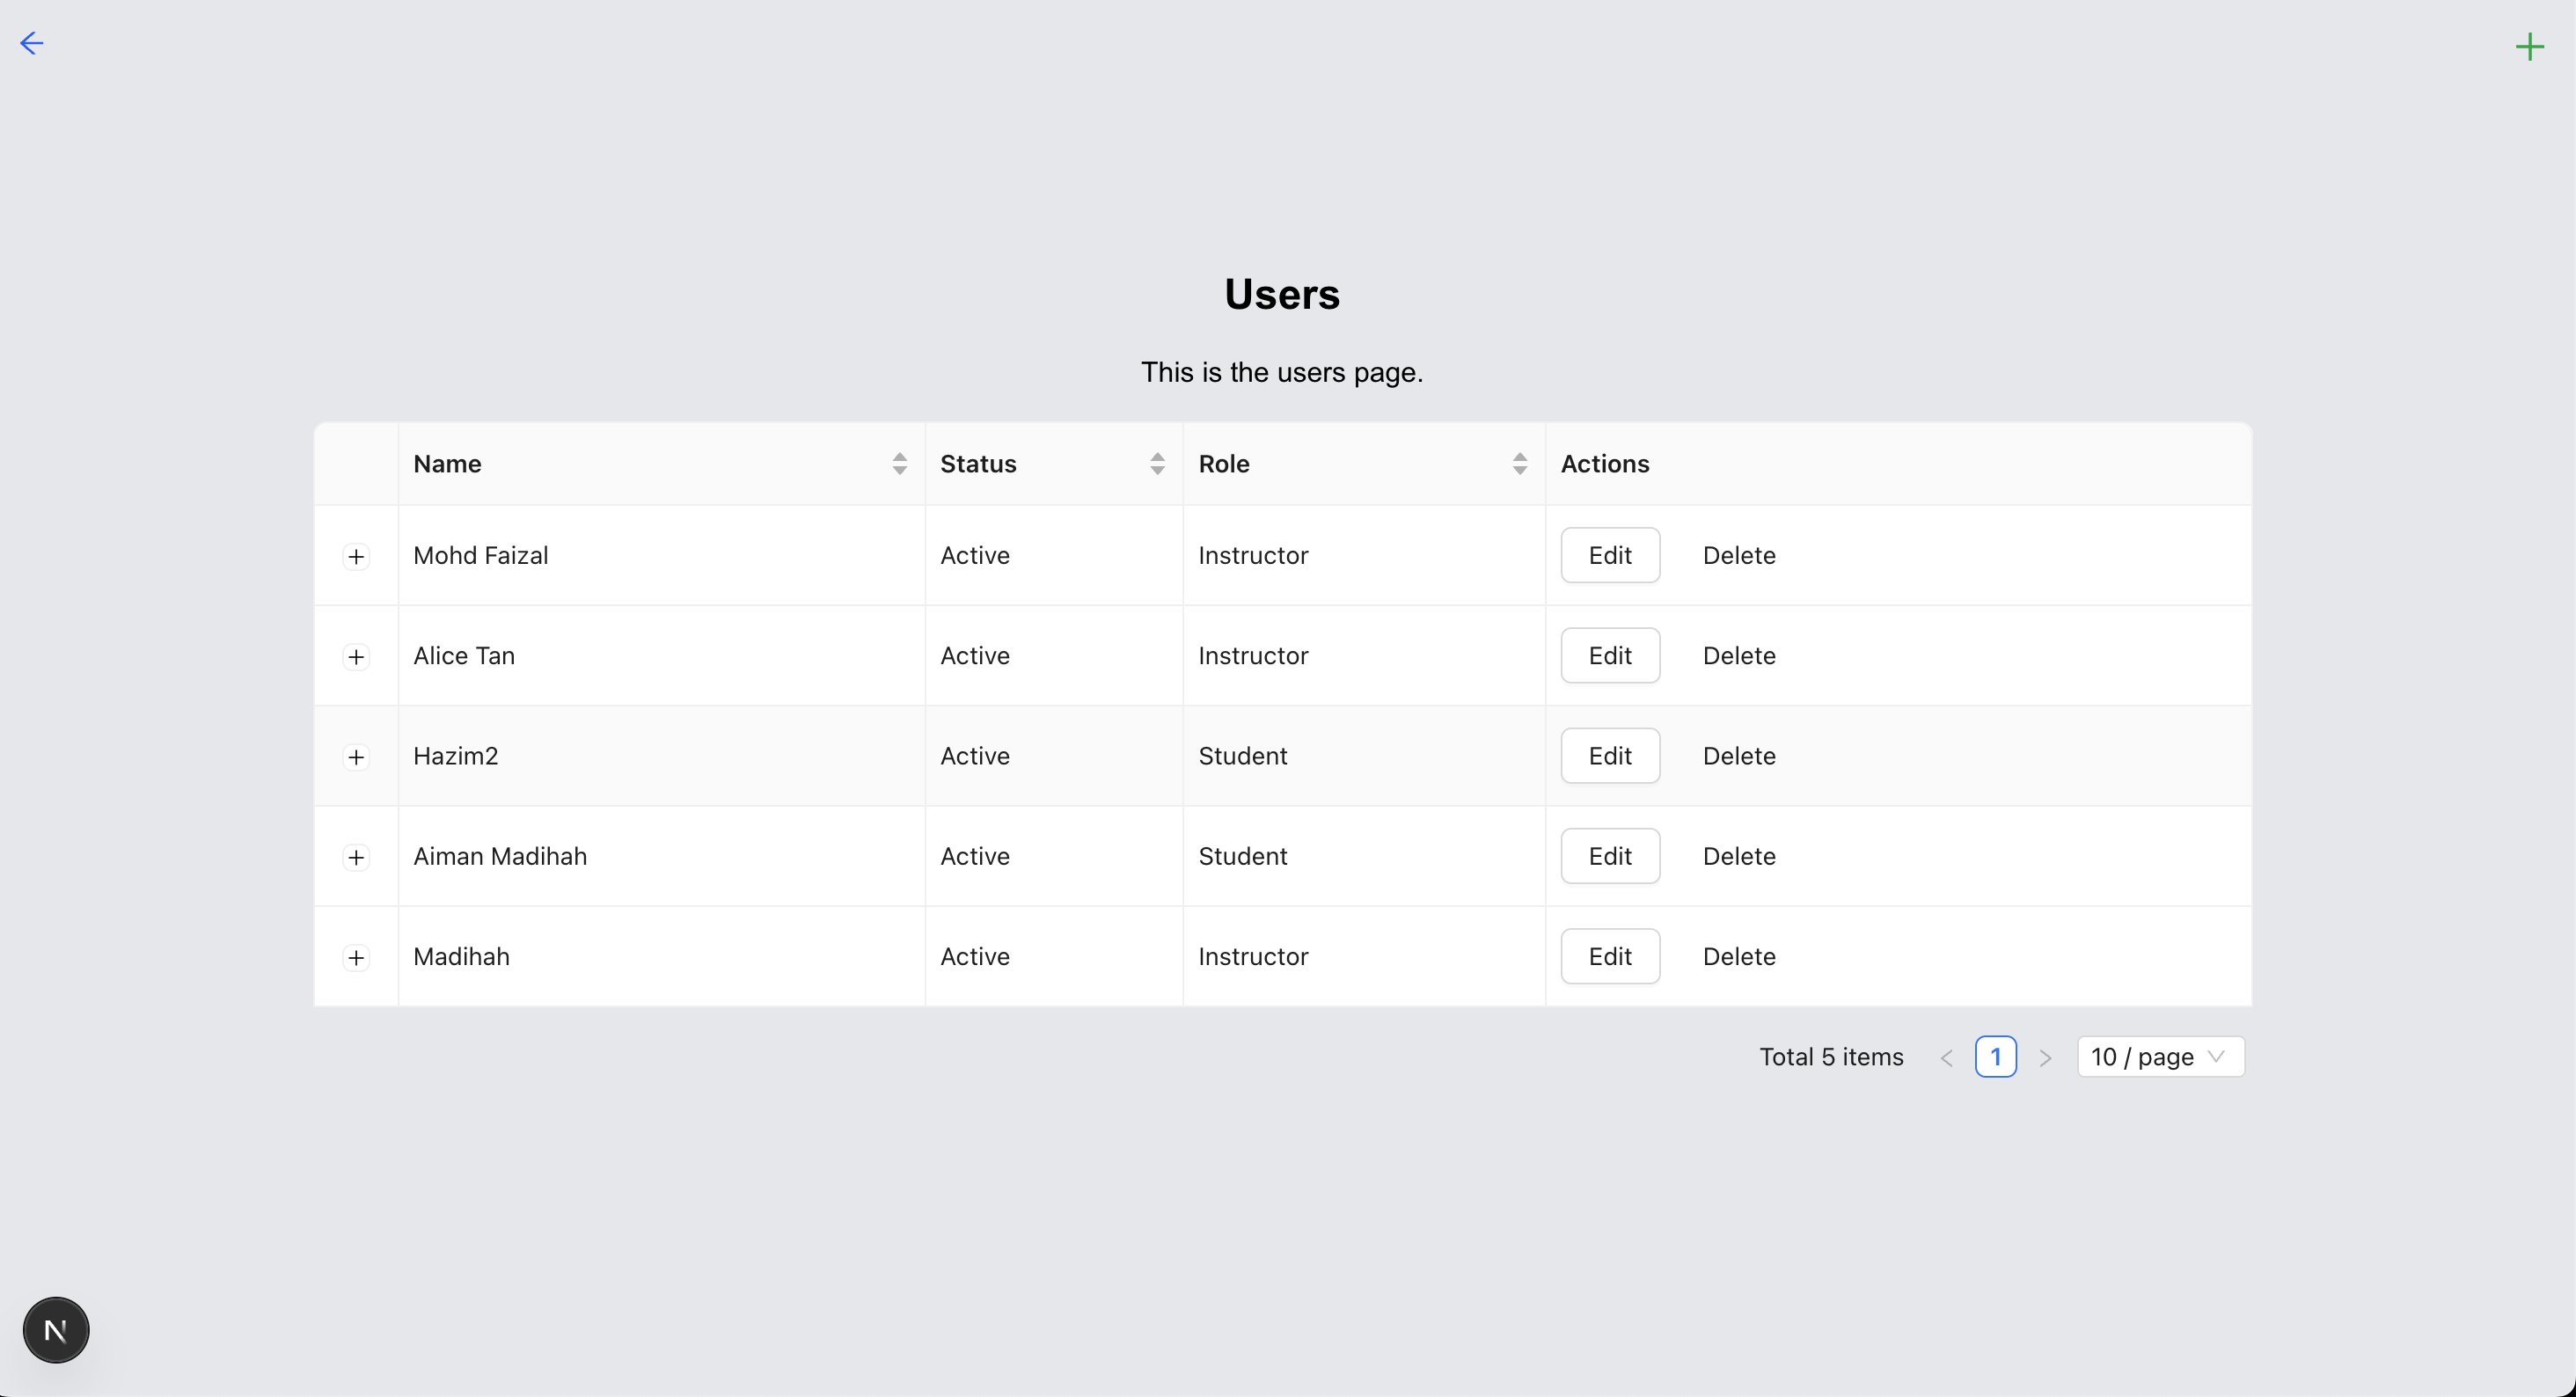 Users
This is the users page.
Name Status Role Actions
Mohd Faizal Active Instructor Edit Delete
Alice Tan Active Instructor Edit Delete
Hazim2 Active Student Edit Delete
Aiman Madihah Active Student Edit Delete
Madihah Active Instructor Edit Delete
Total 5 items 1 10 / page
N